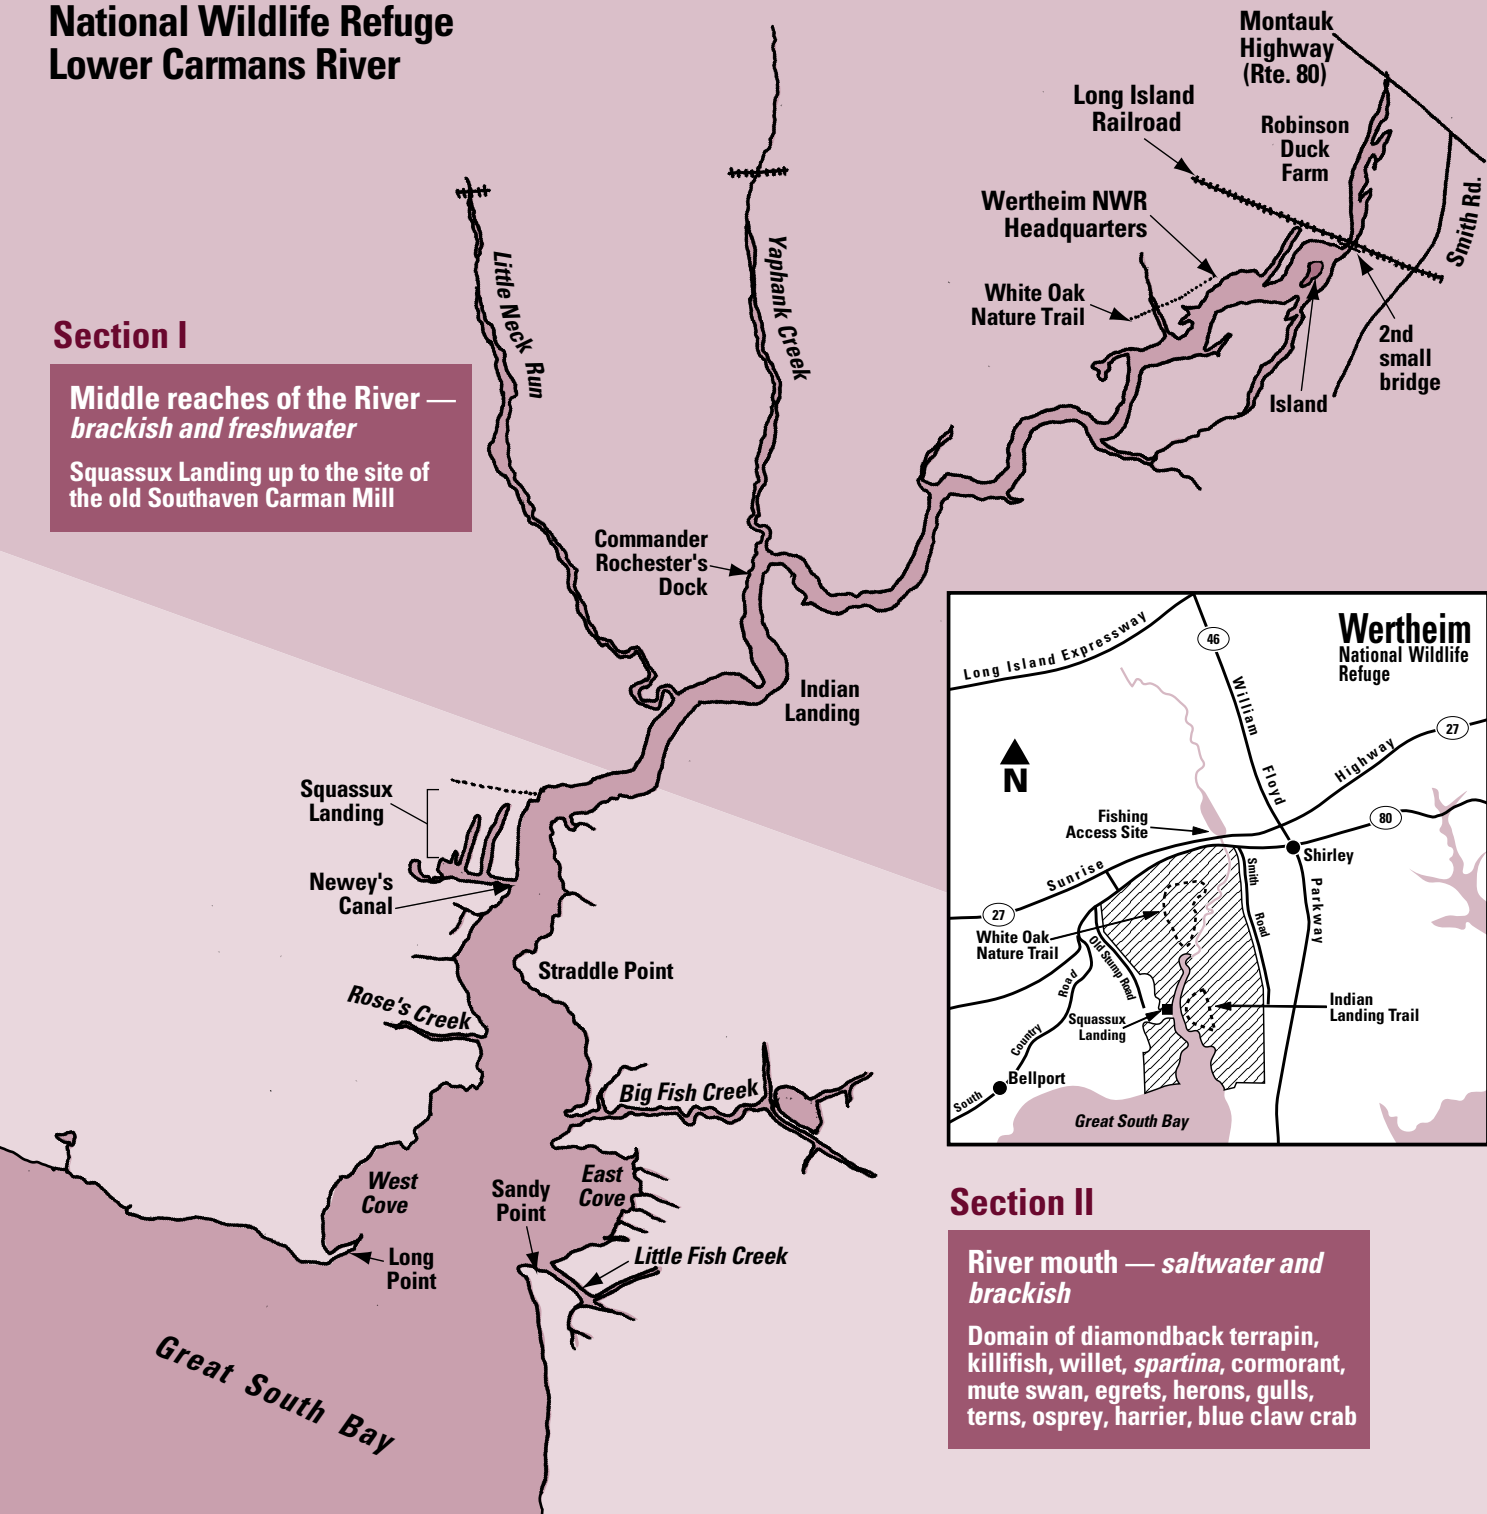 National Wildlife Refuge
Lower Carmans River
Montauk
Highway
(Rte. 80)
Long Island
Railroad
Robinson
Duck
Farm
Smith Rd.
Wertheim NWR
Headquarters
White Oak
Nature Trail
2nd
small
bridge
Island
Little Neck Run
Yaphank Creek
Section I
Middle reaches of the River —
brackish and freshwater
Squassux Landing up to the site of
the old Southaven Carman Mill
Commander
Rochester's
Dock
Indian
Landing
Squassux
Landing
Newey's
Canal
Straddle Point
Rose's Creek
Big Fish Creek
West
Cove
East
Cove
Sandy
Point
Long
Point
Little Fish Creek
Great South Bay
Wertheim
National Wildlife
Refuge
Long Island Expressway
46
William Floyd Parkway
27
Highway
80
N
Fishing
Access Site
Shirley
Sunrise
Smith Road
27
White Oak
Nature Trail
Old Stump Road
Squassux
Landing
Indian
Landing Trail
South Country Road
Bellport
Great South Bay
Section II
River mouth — saltwater and
brackish
Domain of diamondback terrapin,
killifish, willet, spartina, cormorant,
mute swan, egrets, herons, gulls,
terns, osprey, harrier, blue claw crab